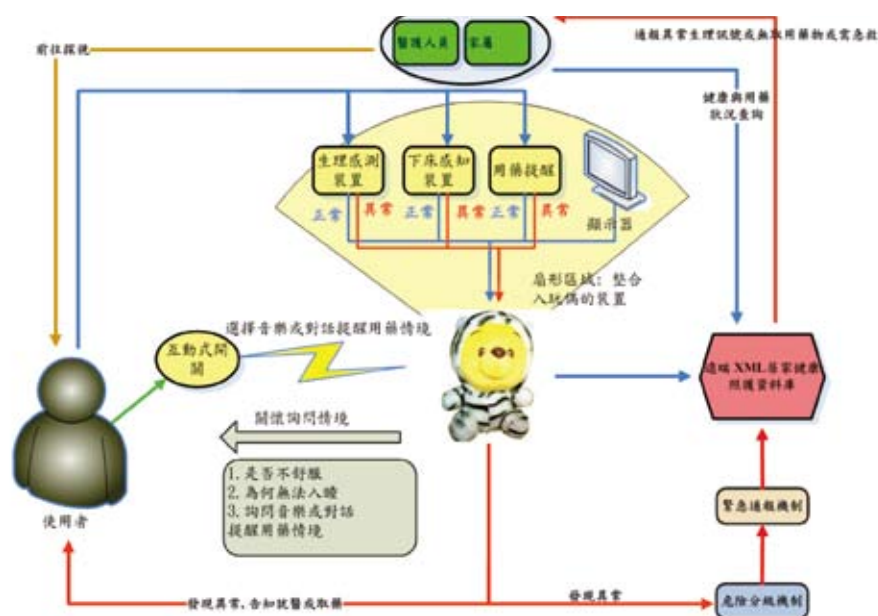 醫護人員
家屬
前往探視
通報異常生理訊號或無取用藥物或需急救
健康與用藥
狀況查詢
生理感測
裝置
下床感知
裝置
用藥提醒
正常
異常
正常
異常
正常
異常
顯示器
扇形區域: 整合
入玩偶的裝置
選擇音樂或對話提醒用藥情境
互動式開
關
遠端 XML居家健康
照護資料庫
關懷詢問情境
1.是否不舒服
2.為何無法入睡
3.詢問音樂或對話
提醒用藥情境
使用者
緊急通報機制
發現異常,告知就醫或取藥
發現異常
危險分級機制